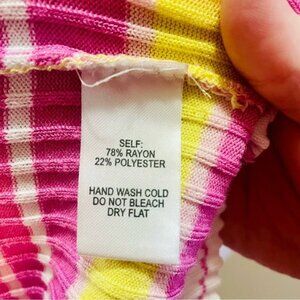 SELF:
78% RAYON
22% POLYESTER
HAND WASH COLD
DO NOT BLEACH
DRY FLAT